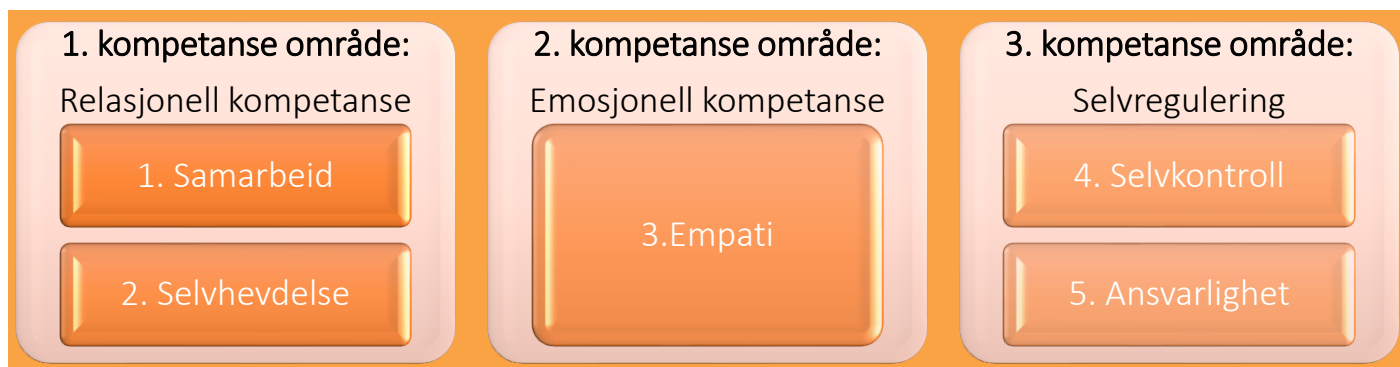 1. kompetanse område:
Relasjonell kompetanse
1. Samarbeid
2. Selvhevdelse
2. kompetanse område:
Emosjonell kompetanse
3.Empati
3. kompetanse område:
Selvregulering
4. Selvkontroll
5. Ansvarlighet